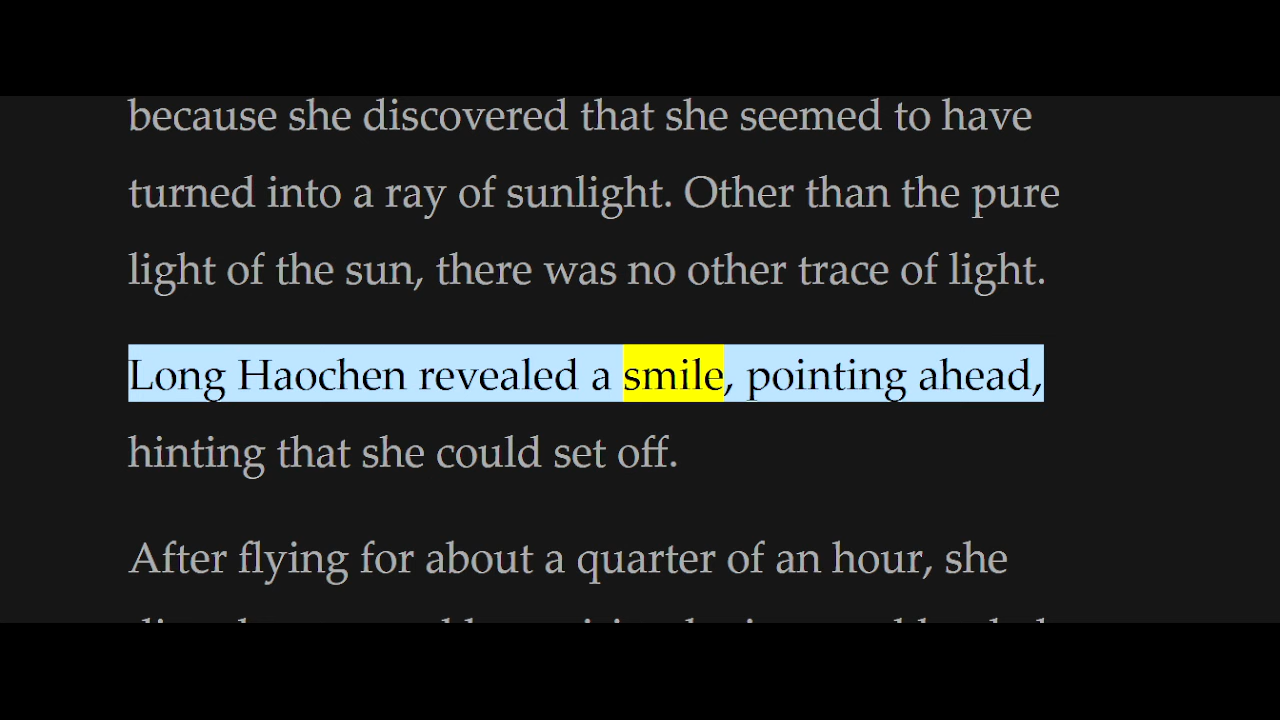 because she discovered that she seemed to have
turned into a ray of sunlight. Other than the pure
light of the sun, there was no other trace of light.
Long Haochen revealed a smile, pointing ahead,
hinting that she could set off.
After flying for about a quarter of an hour, she